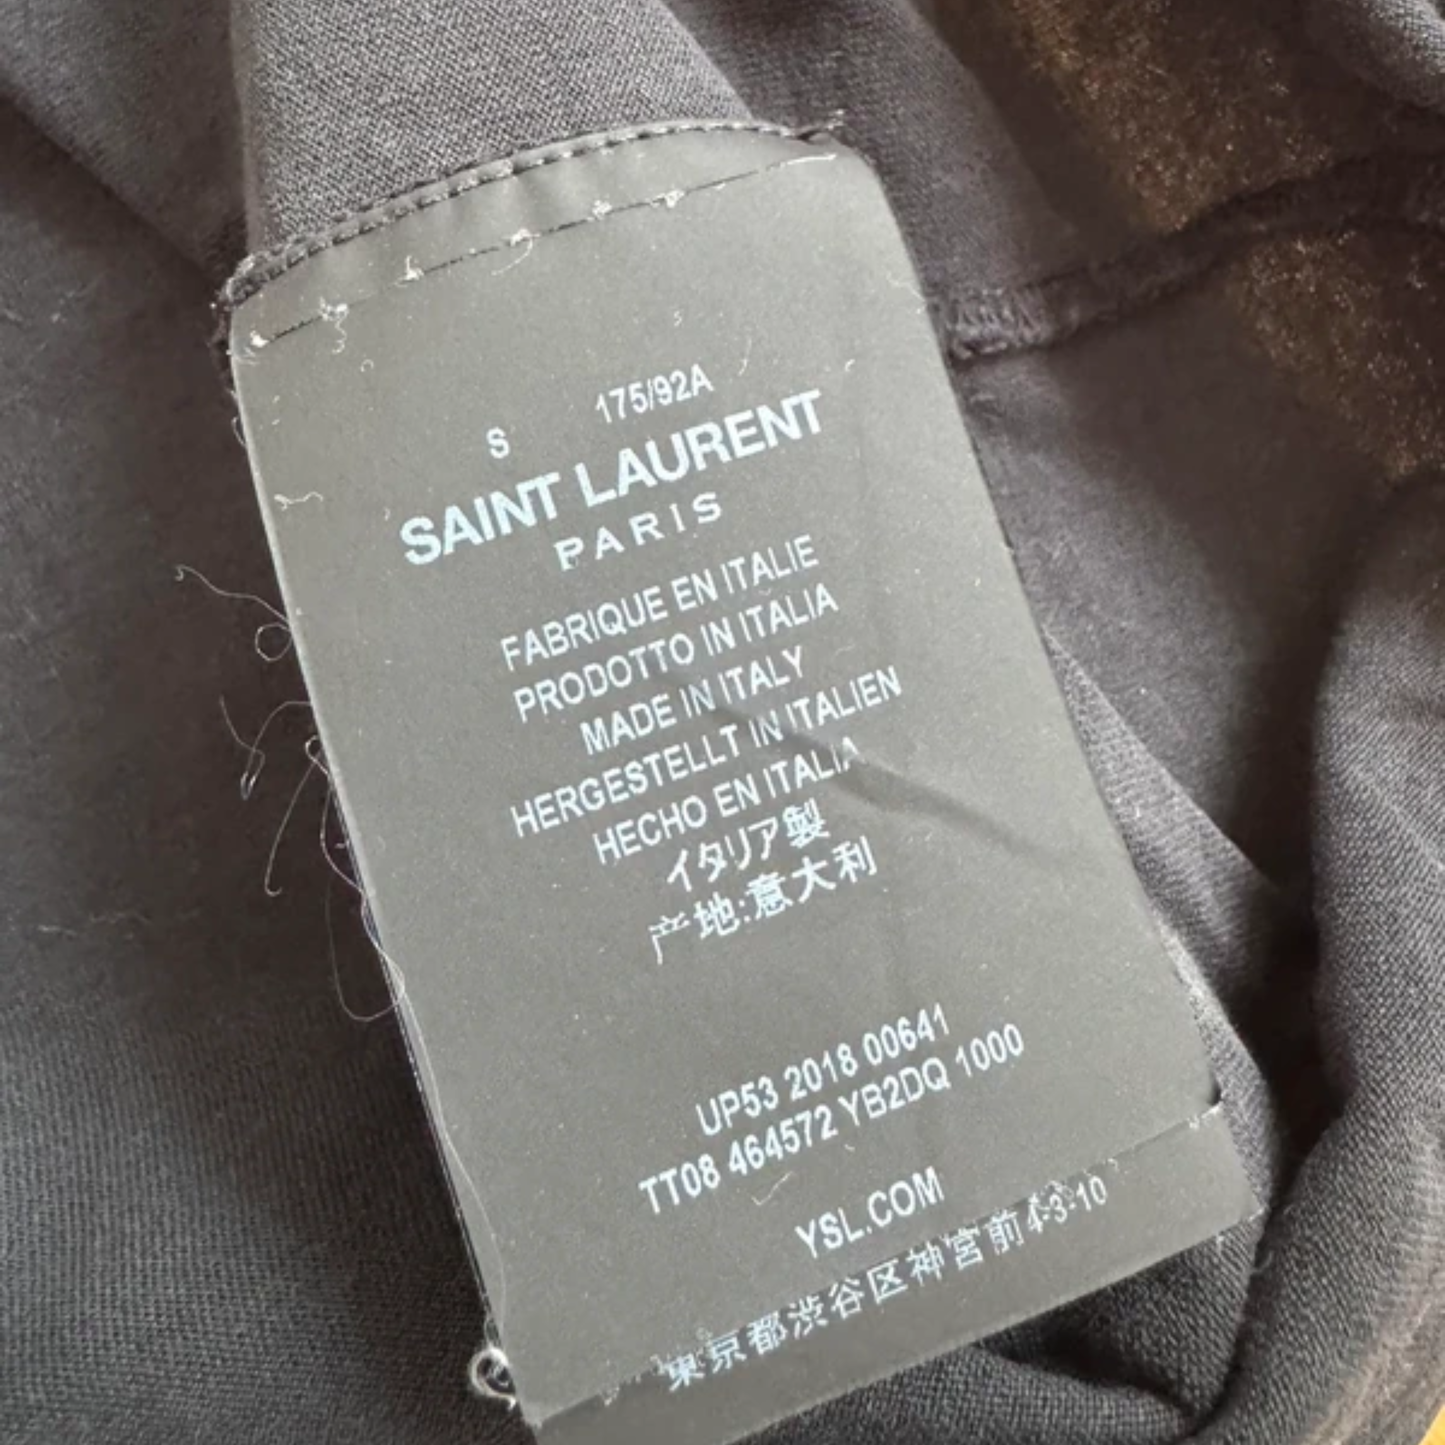 S 175/92A
SAINT LAURENT
PARIS
FABRIQUE EN ITALIE
PRODOTTO IN ITALIA
MADE IN ITALY
HERGESTELLT IN ITALIEN
HECHO EN ITALIA
イタリア製
产地:意大利
UP53 2018 00641
TT08 464572 YB2DQ 1000
YSL.COM
東京都渋谷区神宮前4-3-10